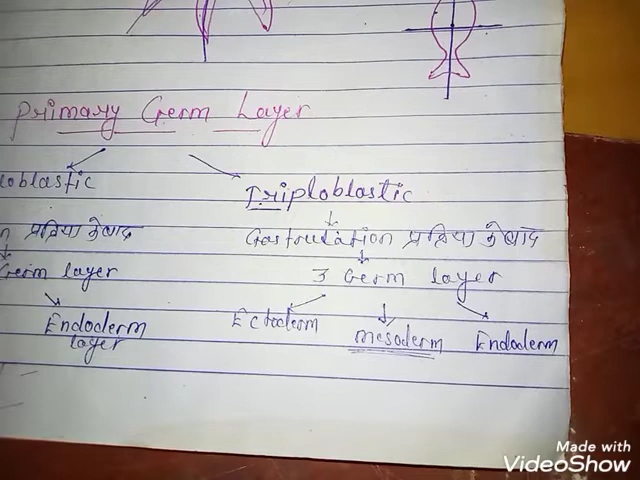 Primary Germ Layer
loblastic
Triploblastic
n प्रक्रिया के बाद
Gastrulation प्रक्रिया के बाद
Germ layer
3 Germ layer
Endoderm
layer
Ectoderm
mesoderm
Endoderm
Made with
VideoShow